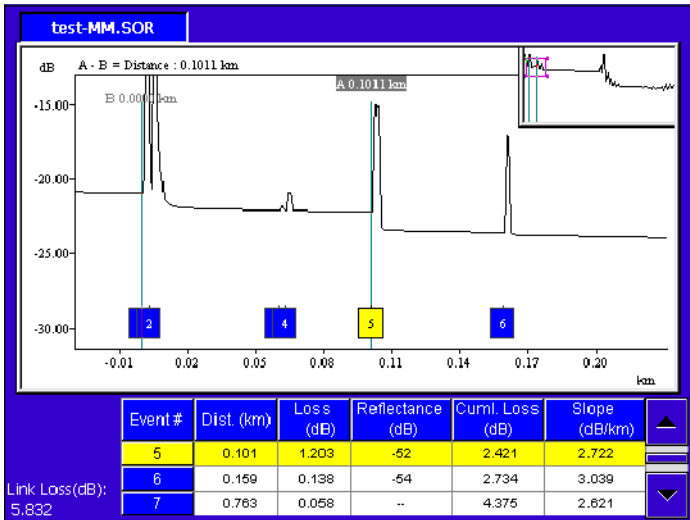 test-MM.SOR
dB A - B = Distance : 0.1011 km
A 0.1011 km
-15.00 B 0.000 km
-20.00
-25.00
-30.00 2 4 5 6
-0.01 0.02 0.05 0.08 0.11 0.14 0.17 0.20
km
Event # Dist. (km) Loss (dB) Reflectance (dB) Cuml. Loss (dB) Slope (dB/km)
5 0.101 1.203 -52 2.421 2.722
6 0.159 0.138 -54 2.734 3.039
7 0.763 0.058 -- 4.375 2.621
Link Loss(dB):
5.832